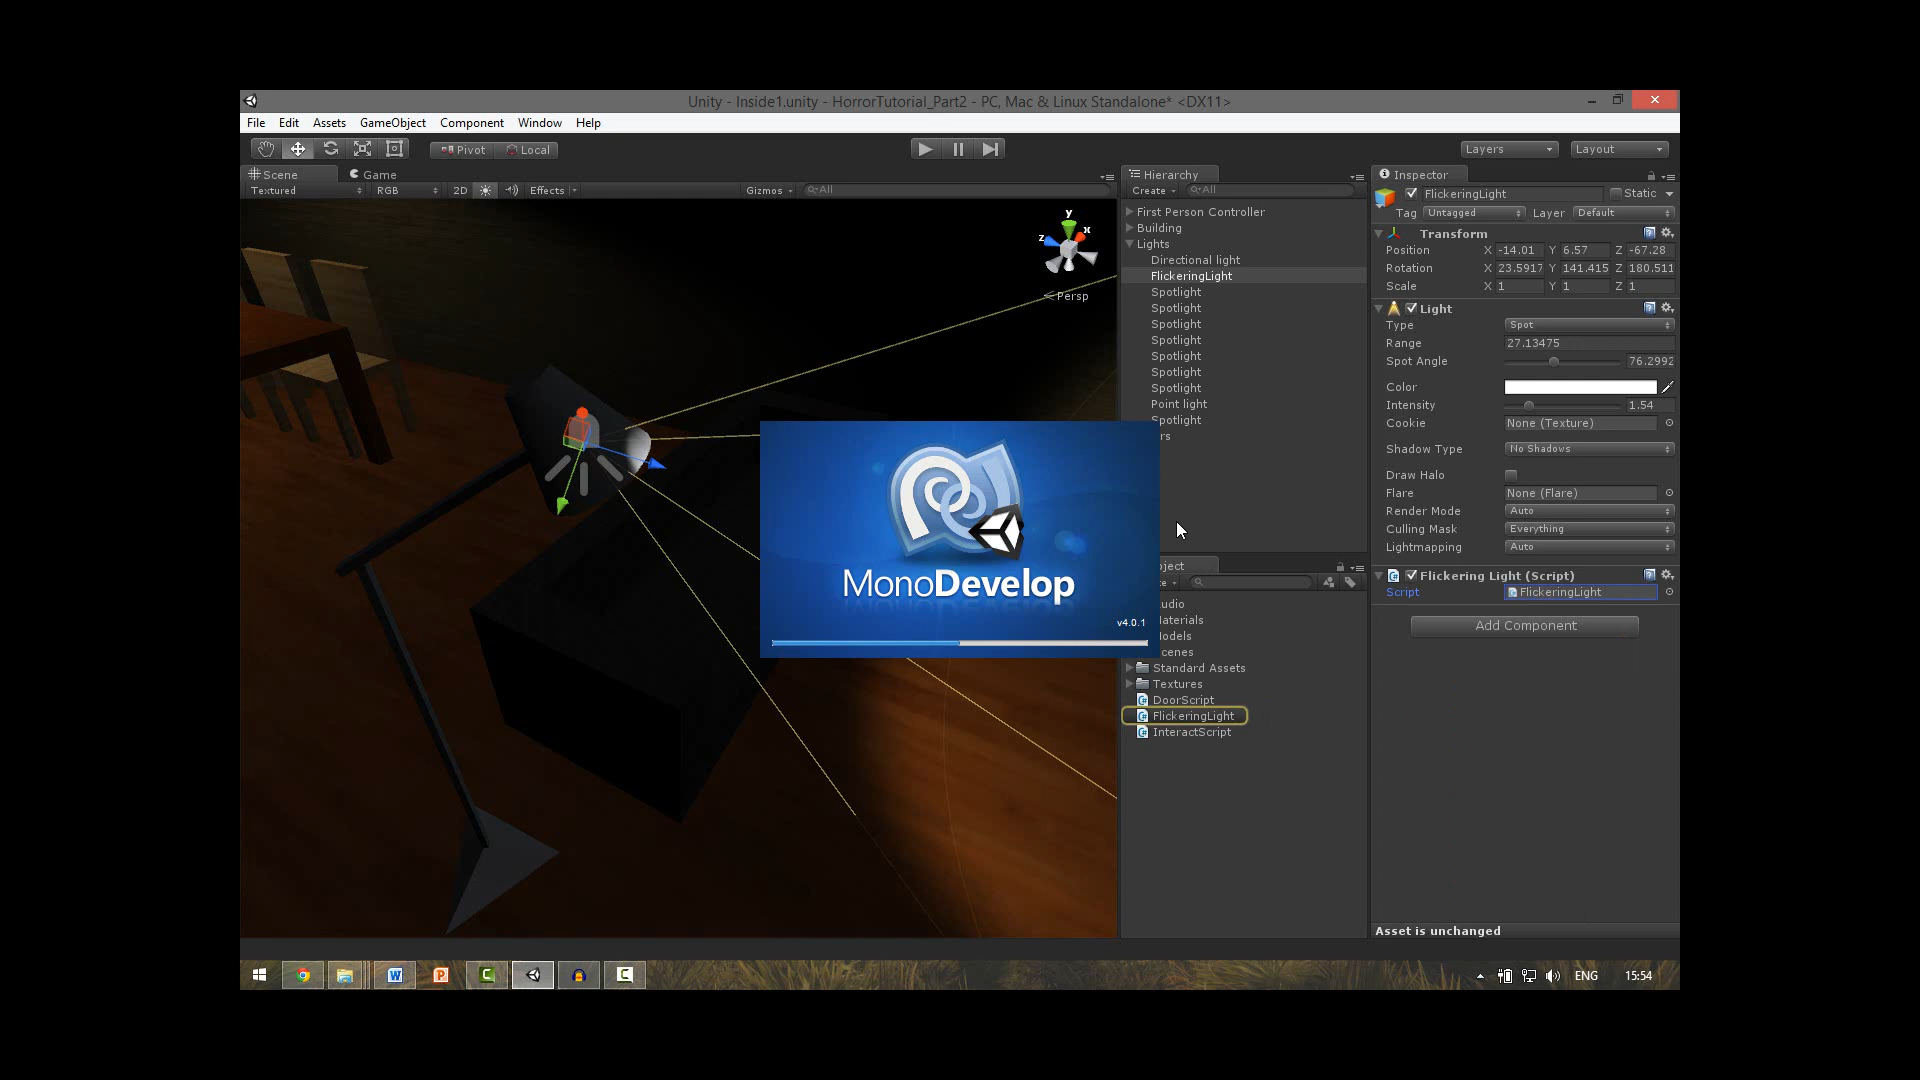 Unity - Inside1.unity - HorrorTutorial_Part2 - PC, Mac & Linux Standalone* <DX11>
File Edit Assets GameObject Component Window Help
Pivot Local Layers Layout
Scene Game
Textured RGB 2D Effects Gizmos All
y
x
z
Persp
Hierarchy
Create All
First Person Controller
Building
Lights
Directional light
FlickeringLight
Spotlight
Spotlight
Spotlight
Spotlight
Spotlight
Spotlight
Spotlight
Point light
Spotlight
rs
MonoDevelop
v4.0.1
oject
te
udio
aterials
odels
cenes
Standard Assets
Textures
DoorScript
FlickeringLight
InteractScript
Inspector
FlickeringLight Static
Tag Untagged Layer Default
Transform
Position X -14.01 Y 6.57 Z -67.28
Rotation X 23.5917 Y 141.415 Z 180.511
Scale X 1 Y 1 Z 1
Light
Type Spot
Range 27.13475
Spot Angle 76.2992
Color
Intensity 1.54
Cookie None (Texture)
Shadow Type No Shadows
Draw Halo
Flare None (Flare)
Render Mode Auto
Culling Mask Everything
Lightmapping Auto
Flickering Light (Script)
Script FlickeringLight
Add Component
Asset is unchanged
ENG 15:54